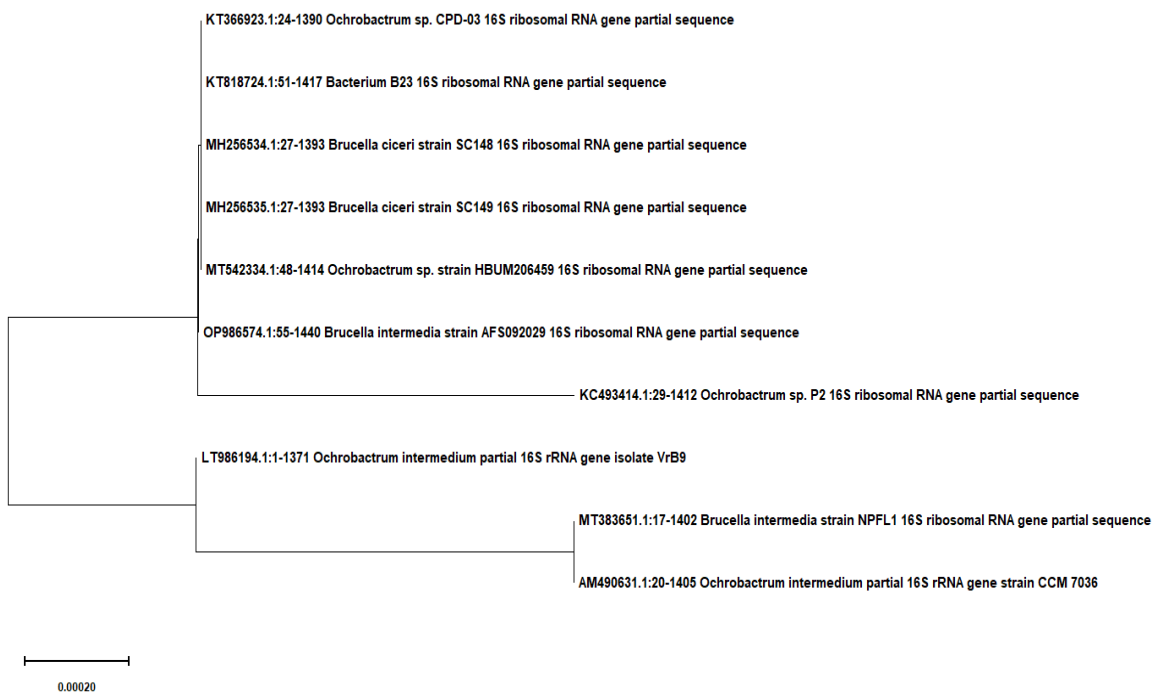 KT366923.1:24-1390 Ochrobactrum sp. CPD-03 16S ribosomal RNA gene partial sequence
KT818724.1:51-1417 Bacterium B23 16S ribosomal RNA gene partial sequence
MH256534.1:27-1393 Brucella ciceri strain SC148 16S ribosomal RNA gene partial sequence
MH256535.1:27-1393 Brucella ciceri strain SC149 16S ribosomal RNA gene partial sequence
MT542334.1:48-1414 Ochrobactrum sp. strain HBUM206459 16S ribosomal RNA gene partial sequence
OP986574.1:55-1440 Brucella intermedia strain AFS092029 16S ribosomal RNA gene partial sequence
KC493414.1:29-1412 Ochrobactrum sp. P2 16S ribosomal RNA gene partial sequence
LT986194.1:1-1371 Ochrobactrum intermedium partial 16S rRNA gene isolate VrB9
MT383651.1:17-1402 Brucella intermedia strain NPFL1 16S ribosomal RNA gene partial sequence
AM490631.1:20-1405 Ochrobactrum intermedium partial 16S rRNA gene strain CCM 7036
0.00020